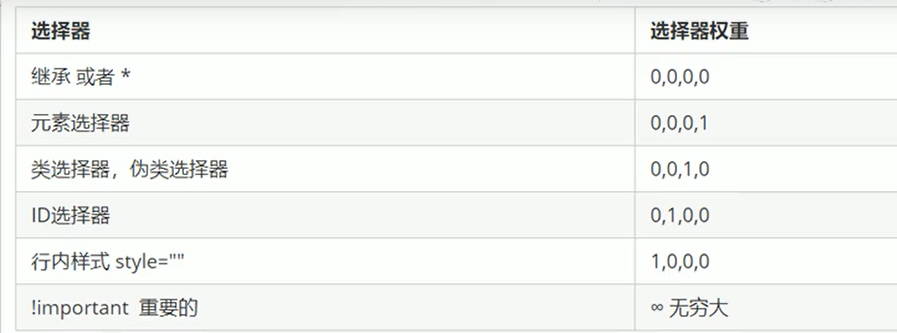 选择器 选择器权重
继承 或者 * 0,0,0,0
元素选择器 0,0,0,1
类选择器，伪类选择器 0,0,1,0
ID选择器 0,1,0,0
行内样式 style="" 1,0,0,0
!important 重要的 ∞ 无穷大